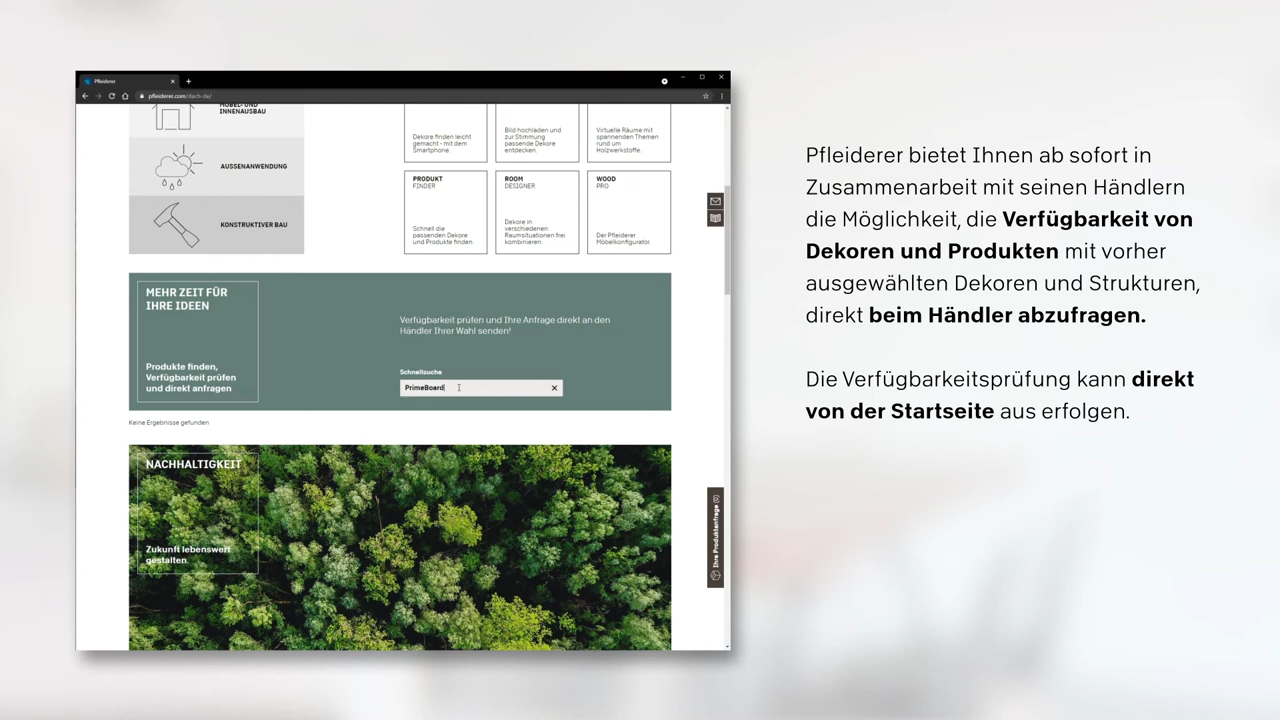 Pfleiderer
pfleiderer.com/dach-de/
MÖBEL- UND
INNENAUSBAU
AUSSENANWENDUNG
KONSTRUKTIVER BAU
Dekore finden leicht
gemacht - mit dem
Smartphone.
Bild hochladen und
zur Stimmung
passende Dekore
entdecken.
Virtuelle Räume mit
spannenden Themen
rund um
Holzwerkstoffe.
PRODUKT
FINDER
Schnell die
passenden Dekore
und Produkte finden.
ROOM
DESIGNER
Dekore in
verschiedenen
Raumsituationen frei
kombinieren.
WOOD
PRO
Der Pfleiderer
Möbelkonfigurator.
MEHR ZEIT FÜR
IHRE IDEEN
Produkte finden,
Verfügbarkeit prüfen
und direkt anfragen
Verfügbarkeit prüfen und Ihre Anfrage direkt an den
Händler Ihrer Wahl senden!
Schnellsuche
PrimeBoard
Keine Ergebnisse gefunden
NACHHALTIGKEIT
Zukunft lebenswert
gestalten.
Ihre Produktanfrage (0)
Pfleiderer bietet Ihnen ab sofort in
Zusammenarbeit mit seinen Händlern
die Möglichkeit, die Verfügbarkeit von
Dekoren und Produkten mit vorher
ausgewählten Dekoren und Strukturen,
direkt beim Händler abzufragen.
Die Verfügbarkeitsprüfung kann direkt
von der Startseite aus erfolgen.